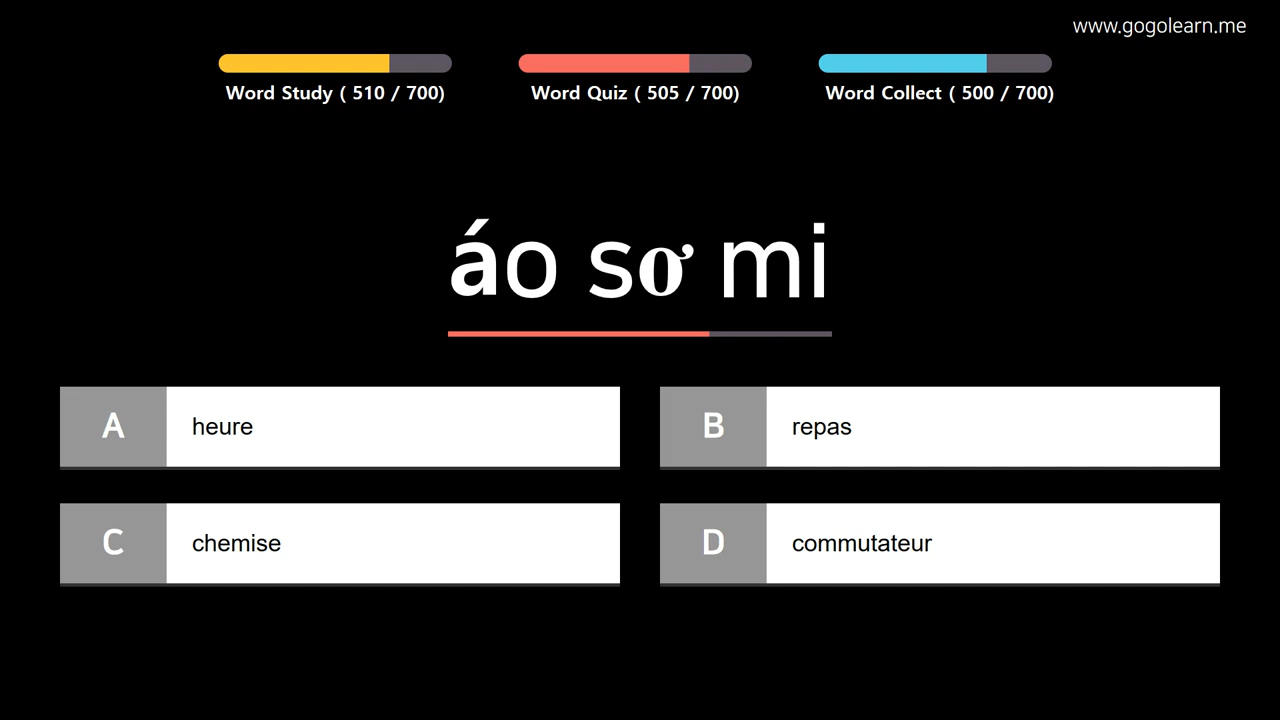 www.gogolearn.me
Word Study ( 510 / 700)
Word Quiz ( 505 / 700)
Word Collect ( 500 / 700)
áo sơ mi
A heure
B repas
C chemise
D commutateur